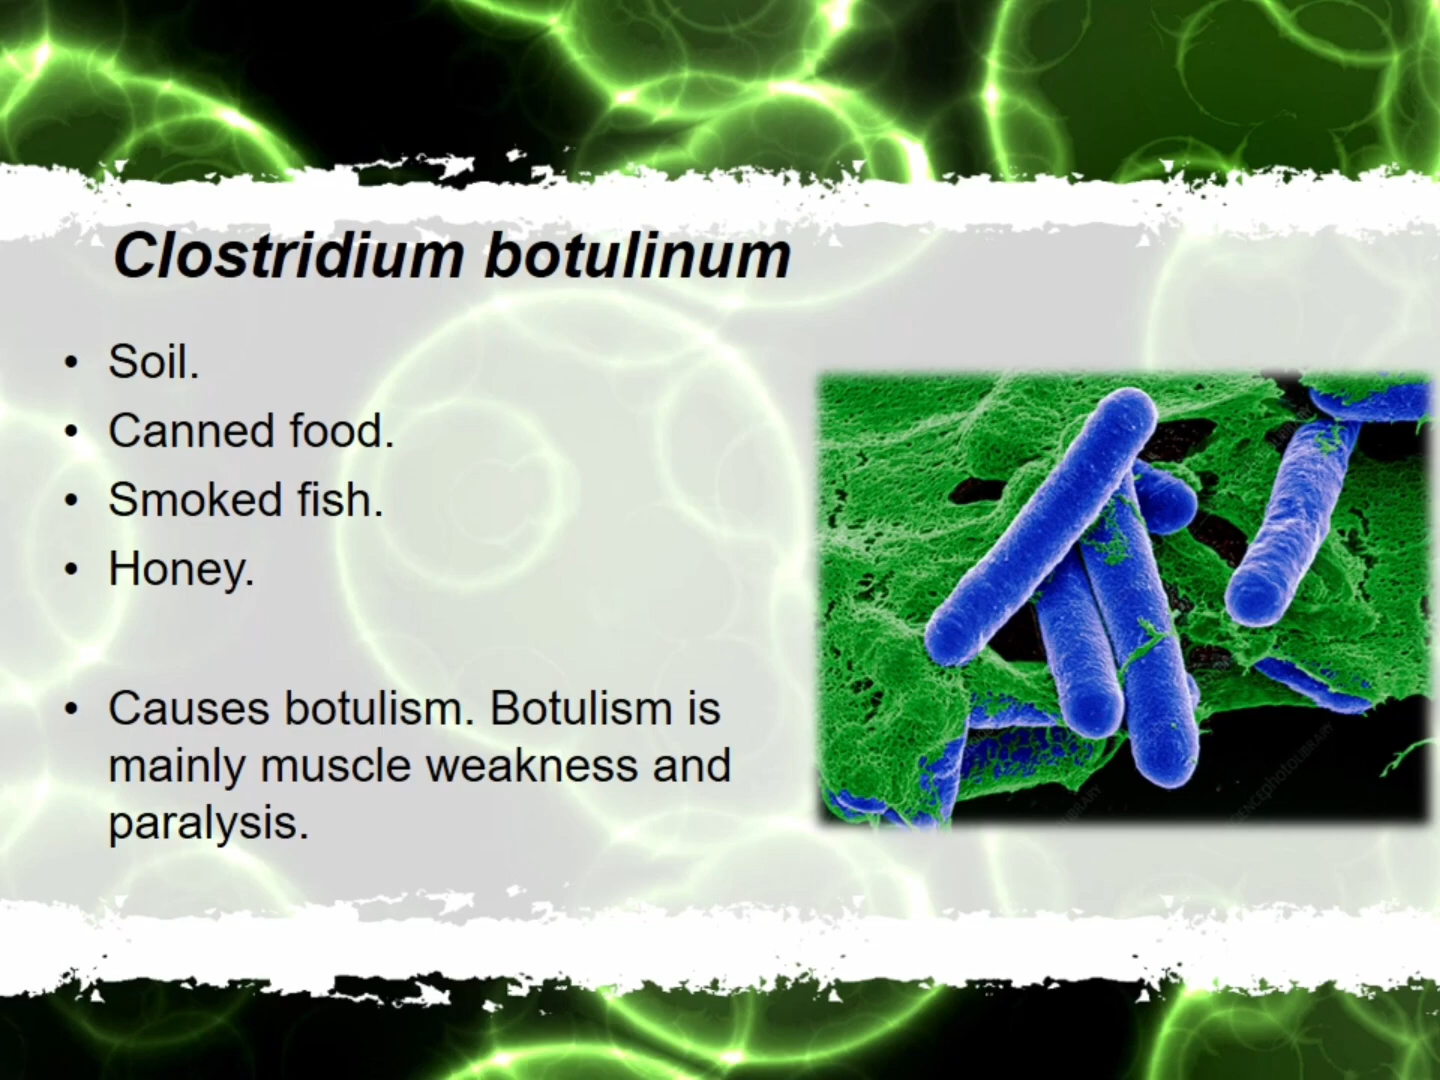 Clostridium botulinum
• Soil.
• Canned food.
• Smoked fish.
• Honey.
• Causes botulism. Botulism is
mainly muscle weakness and
paralysis.